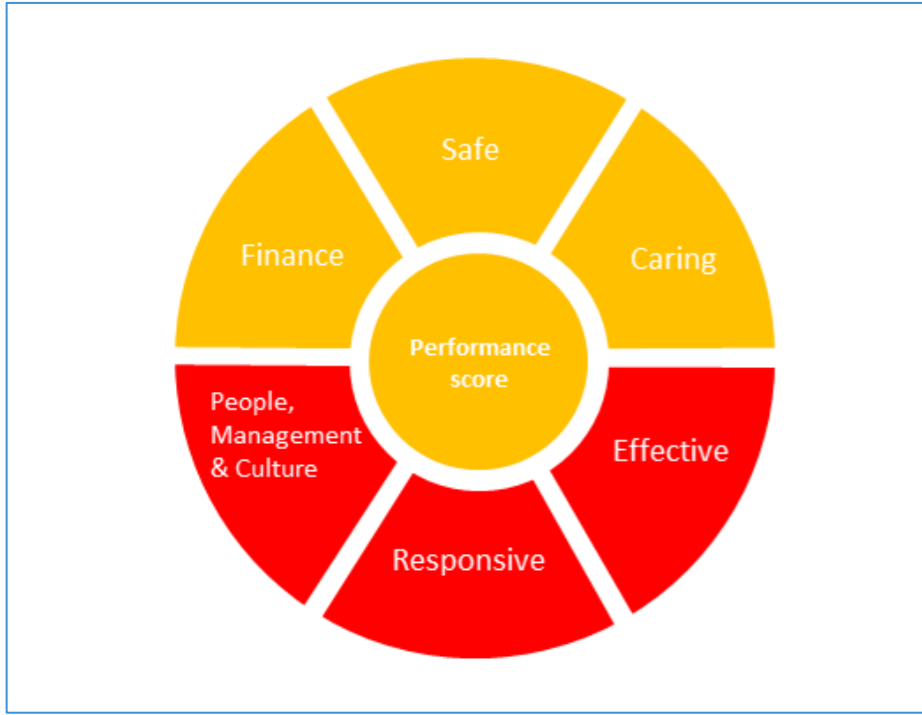 Safe
Finance
Caring
Performance
score
People,
Management
& Culture
Effective
Responsive